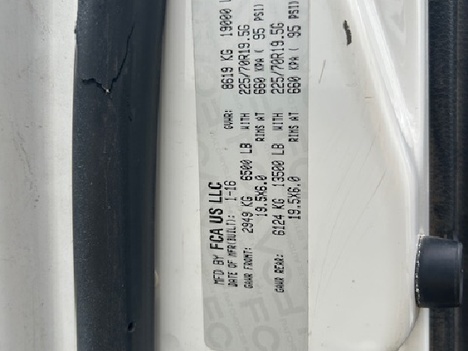 MFD BY FCA US LLC
DATE OF MFR(BUILT): 1-16 GVWR: 8619 KG 19000
GAWR FRONT: 2949 KG 6500 LB WITH 225/70R19.5G
19.5X6.0 RIMS AT 660 KPA ( 95 PSI)
GAWR REAR: 6124 KG 13500 LB WITH 225/70R19.5G
19.5X6.0 RIMS AT 660 KPA ( 95 PSI)